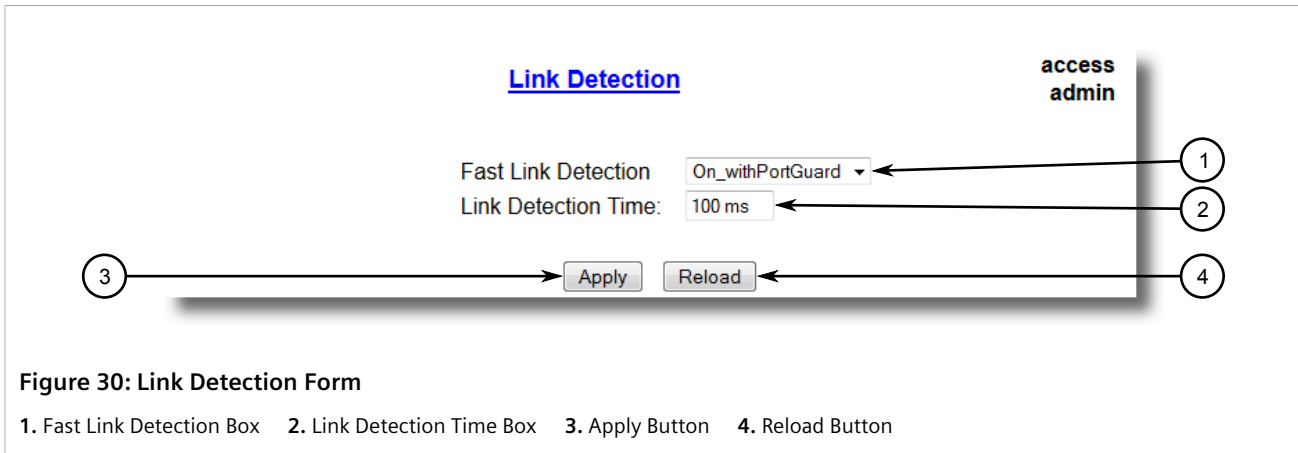 Link Detection
access
admin
Fast Link Detection On_withPortGuard
1
Link Detection Time: 100 ms
2
3
Apply Reload
4
Figure 30: Link Detection Form
1. Fast Link Detection Box 2. Link Detection Time Box 3. Apply Button 4. Reload Button